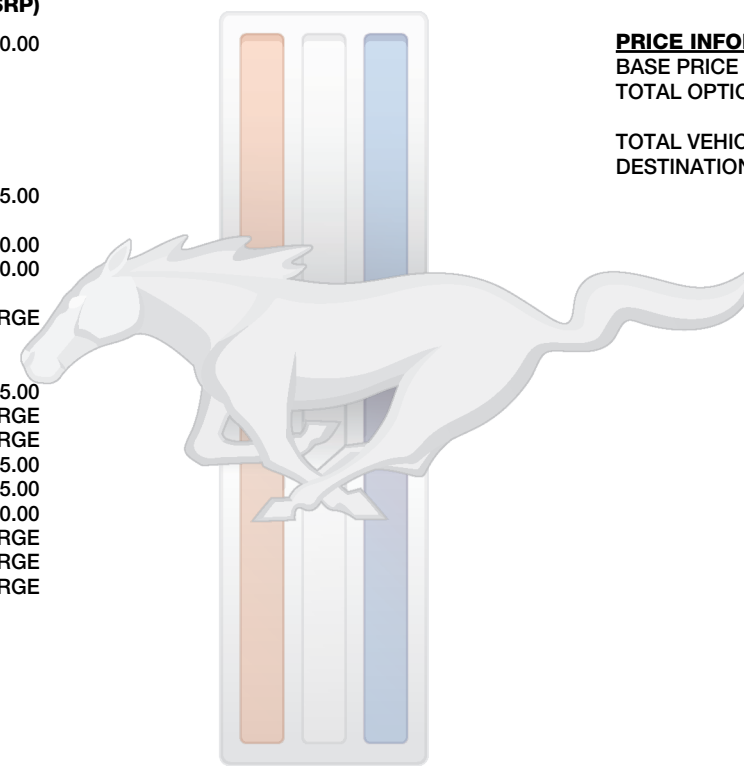 SRP)
0.00
5.00
0.00
0.00
RGE
5.00
RGE
RGE
5.00
5.00
0.00
RGE
RGE
RGE
PRICE INFO
BASE PRICE
TOTAL OPTIO
TOTAL VEHIC
DESTINATION